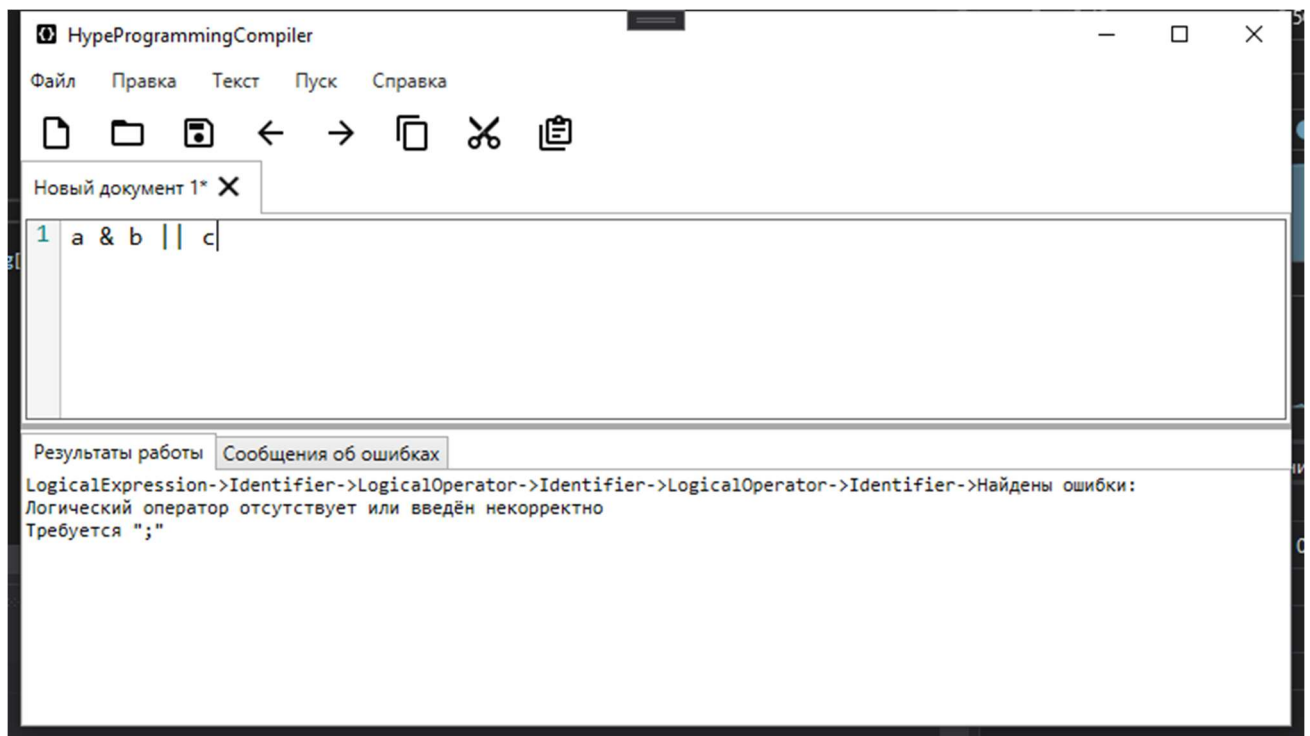 HypeProgrammingCompiler
Файл Правка Текст Пуск Справка
Новый документ 1*
1 a & b || c
Результаты работы Сообщения об ошибках
LogicalExpression->Identifier->LogicalOperator->Identifier->LogicalOperator->Identifier->Найдены ошибки:
Логический оператор отсутствует или введён некорректно
Требуется ";"